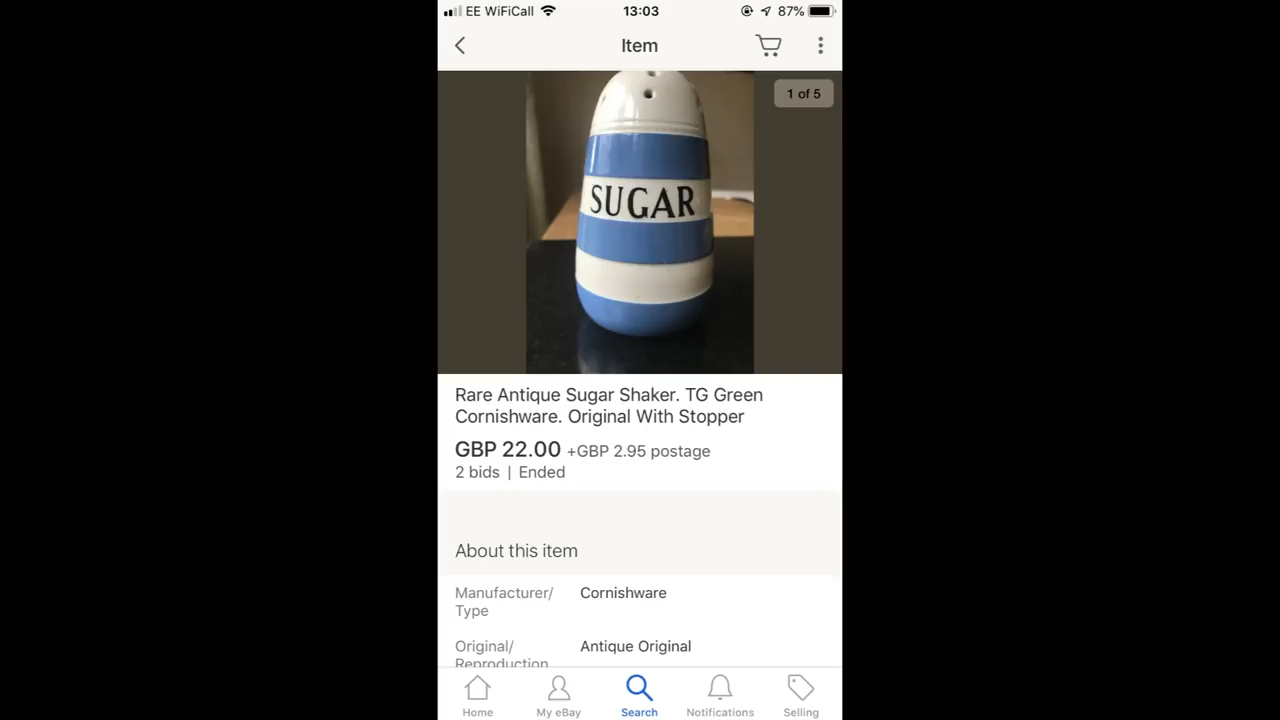 EE WiFiCall 13:03 87%
Item
1 of 5
SUGAR
Rare Antique Sugar Shaker. TG Green
Cornishware. Original With Stopper
GBP 22.00 +GBP 2.95 postage
2 bids | Ended
About this item
Manufacturer/ Cornishware
Type
Original/ Antique Original
Reproduction
Home My eBay Search Notifications Selling